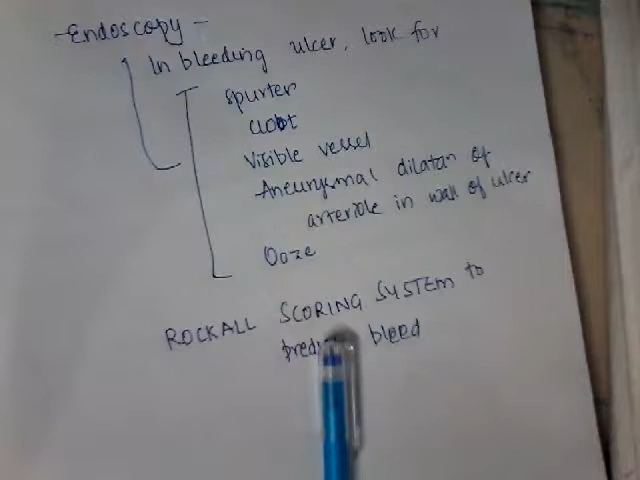 -Endoscopy-
In bleeding ulcer, look for
spurter
clot
Visible vessel
Aneurysmal dilatan of
arteriole in wall of ulcer
Ooze
ROCKALL SCORING SYSTEM to
bleed